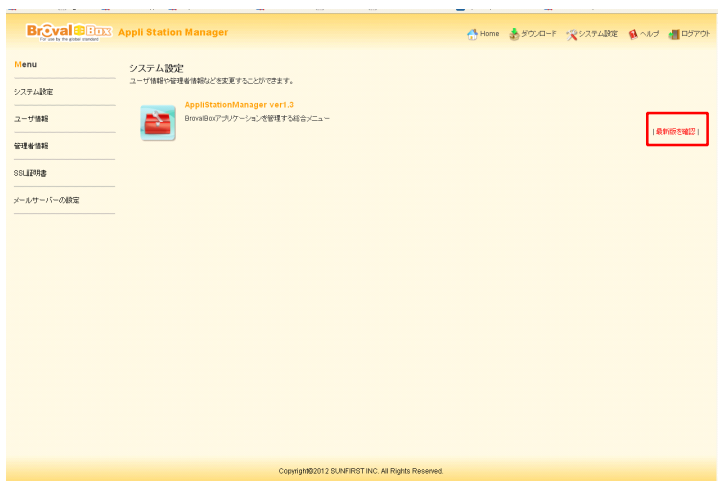 BrovalBox
For use by the global standard
Appli Station Manager
Home
ダウンロード
システム設定
ヘルプ
ログアウト
Menu
システム設定
ユーザ情報
管理者情報
SSL証明書
メールサーバーの設定
システム設定
ユーザ情報や管理者情報などを変更することができます。
AppliStationManager ver1.3
BrovalBoxアプリケーションを管理する総合メニュー
| 最新版を確認 |
Copyright©2012 SUNFIRST INC. All Rights Reserved.